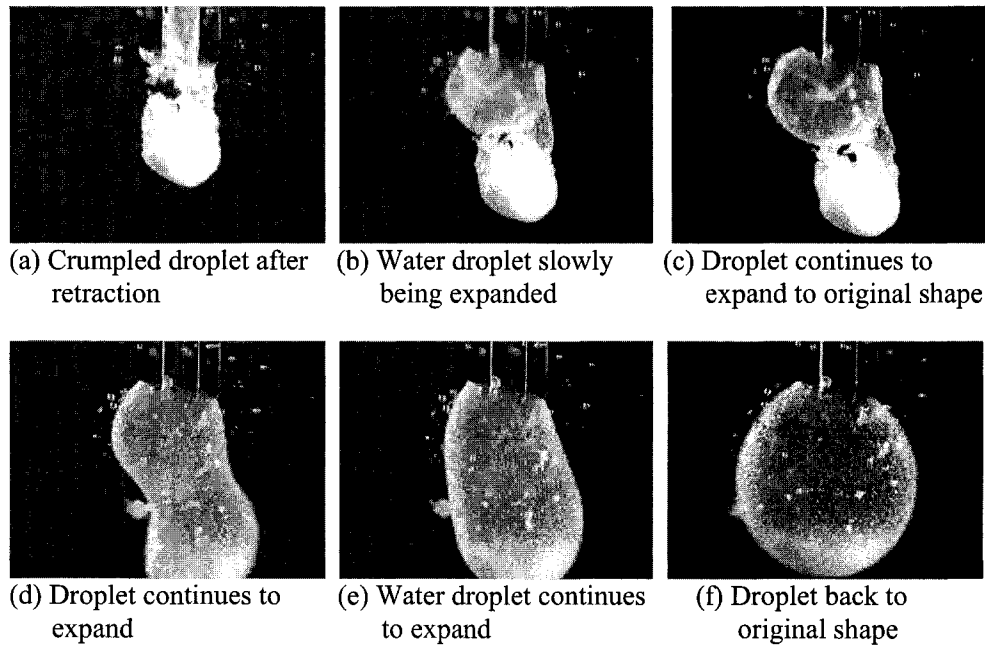 (a) Crumpled droplet after
retraction
(b) Water droplet slowly
being expanded
(c) Droplet continues to
expand to original shape
(d) Droplet continues to
expand
(e) Water droplet continues
to expand
(f) Droplet back to
original shape